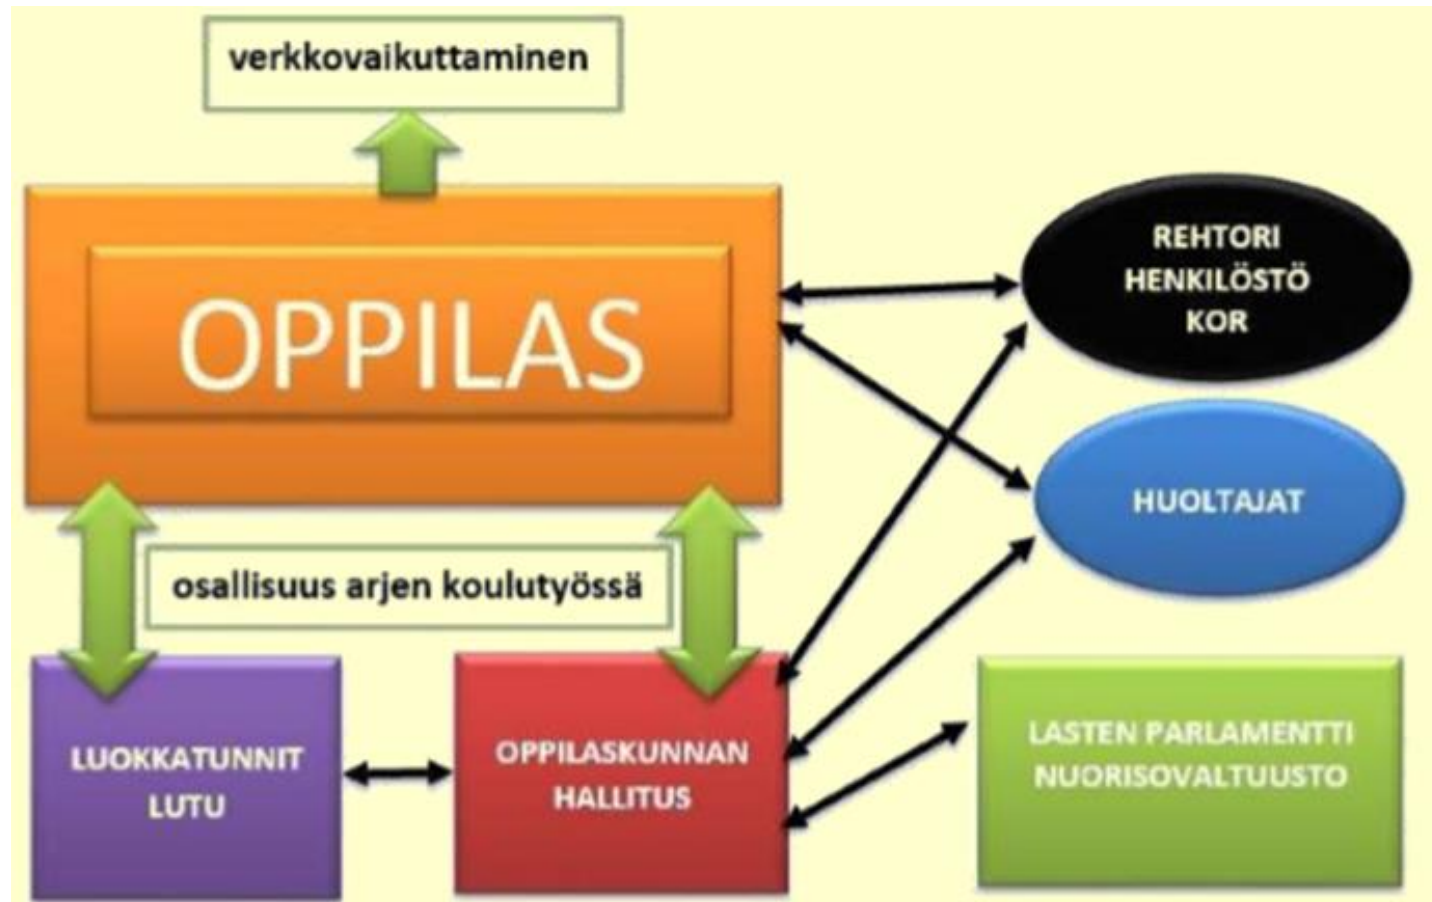 verkkovaikuttaminen
OPPILAS
REHTORI
HENKILÖSTÖ
KOR
HUOLTAJAT
osallisuus arjen koulutyössä
LUOKKATUNNIT
LUTU
OPPILASKUNNAN
HALLITUS
LASTEN PARLAMENTTI
NUORISOVALTUUSTO